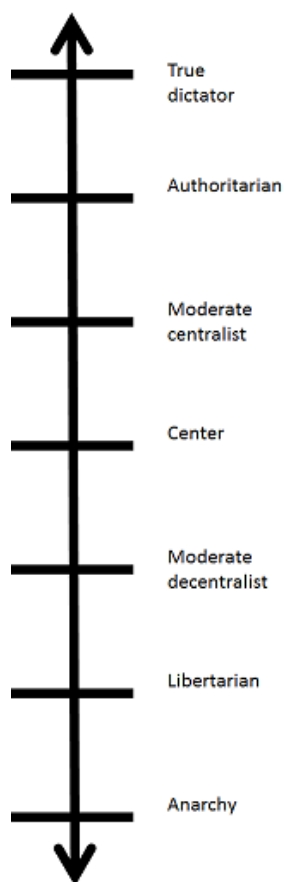 True
dictator
Authoritarian
Moderate
centralist
Center
Moderate
decentralist
Libertarian
Anarchy